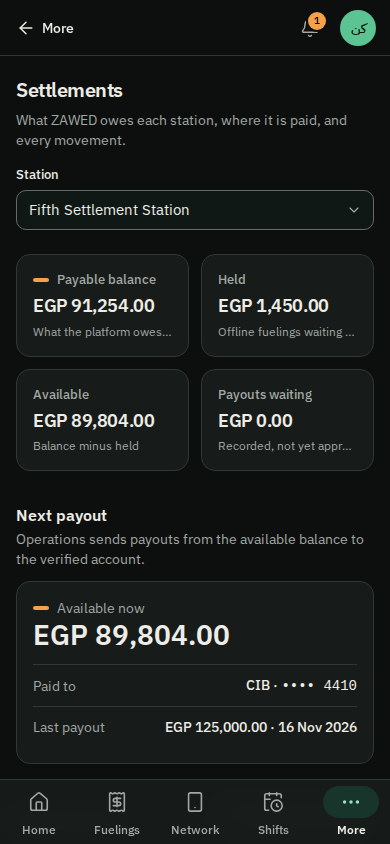 More
1
كن
Settlements
What ZAWED owes each station, where it is paid, and
every movement.
Station
Fifth Settlement Station
Payable balance
EGP 91,254.00
What the platform owes...
Held
EGP 1,450.00
Offline fuelings waiting ...
Available
EGP 89,804.00
Balance minus held
Payouts waiting
EGP 0.00
Recorded, not yet appr...
Next payout
Operations sends payouts from the available balance to
the verified account.
Available now
EGP 89,804.00
Paid to CIB · •••• 4410
Last payout EGP 125,000.00 · 16 Nov 2026
Home Fuelings Network Shifts More